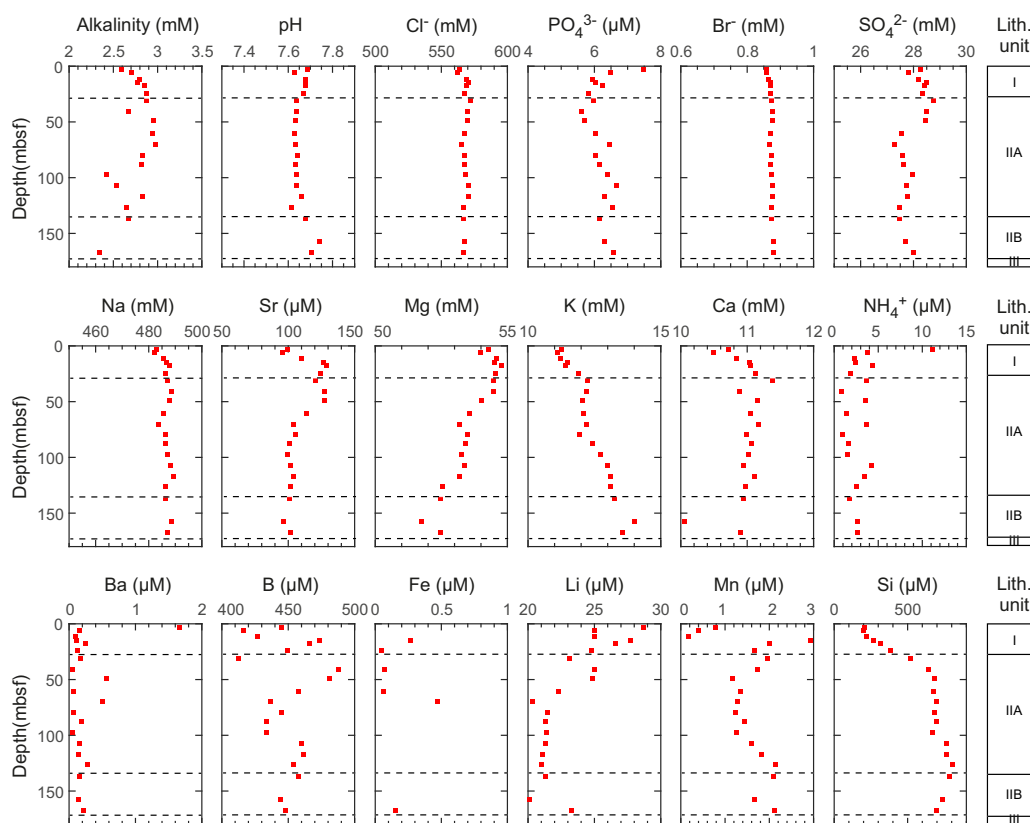 Alkalinity (mM) pH Cl⁻ (mM) PO₄³⁻ (µM) Br⁻ (mM) SO₄²⁻ (mM) Lith. unit
2 2.5 3 3.5 7.4 7.6 7.8 500 550 600 4 6 8 0.6 0.8 1 26 28 30
0
50
100
150
Depth(mbsf)
I
IIA
IIB
III
Na (mM) Sr (µM) Mg (mM) K (mM) Ca (mM) NH₄⁺ (µM) Lith. unit
460 480 500 50 100 150 50 55 10 15 10 11 12 0 5 10 15
0
50
100
150
Depth(mbsf)
I
IIA
IIB
III
Ba (µM) B (µM) Fe (µM) Li (µM) Mn (µM) Si (µM) Lith. unit
0 1 2 400 450 500 0 0.5 1 20 25 30 0 1 2 3 500
0
50
100
150
Depth(mbsf)
I
IIA
IIB
III